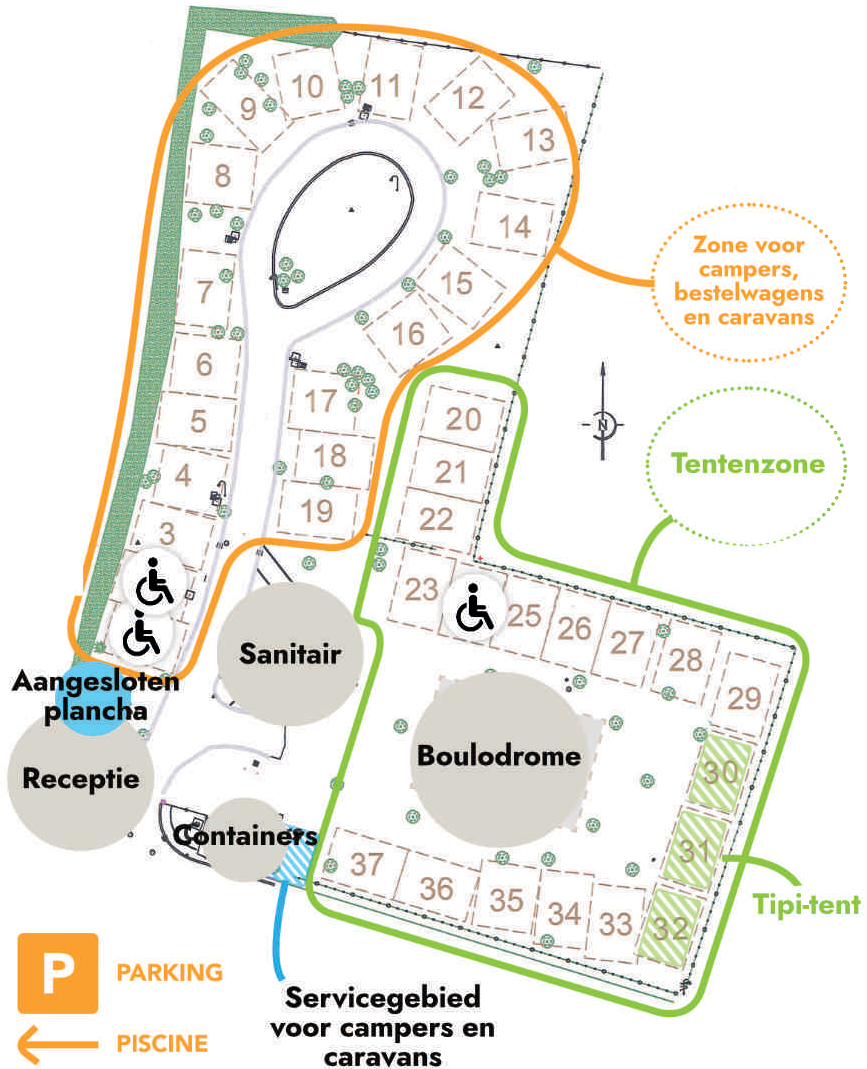 10
11
9
12
13
8
14
7
15
16
6
17
5
20
18
4
21
19
22
3
23
25
26
27
28
29
30
31
32
33
34
35
36
37
Zone voor
campers,
bestelwagens
en caravans
N
Tentenzone
Sanitair
Aangesloten
plancha
Receptie
Boulodrome
Containers
Tipi-tent
Servicegebied
voor campers en
caravans
P
PARKING
PISCINE